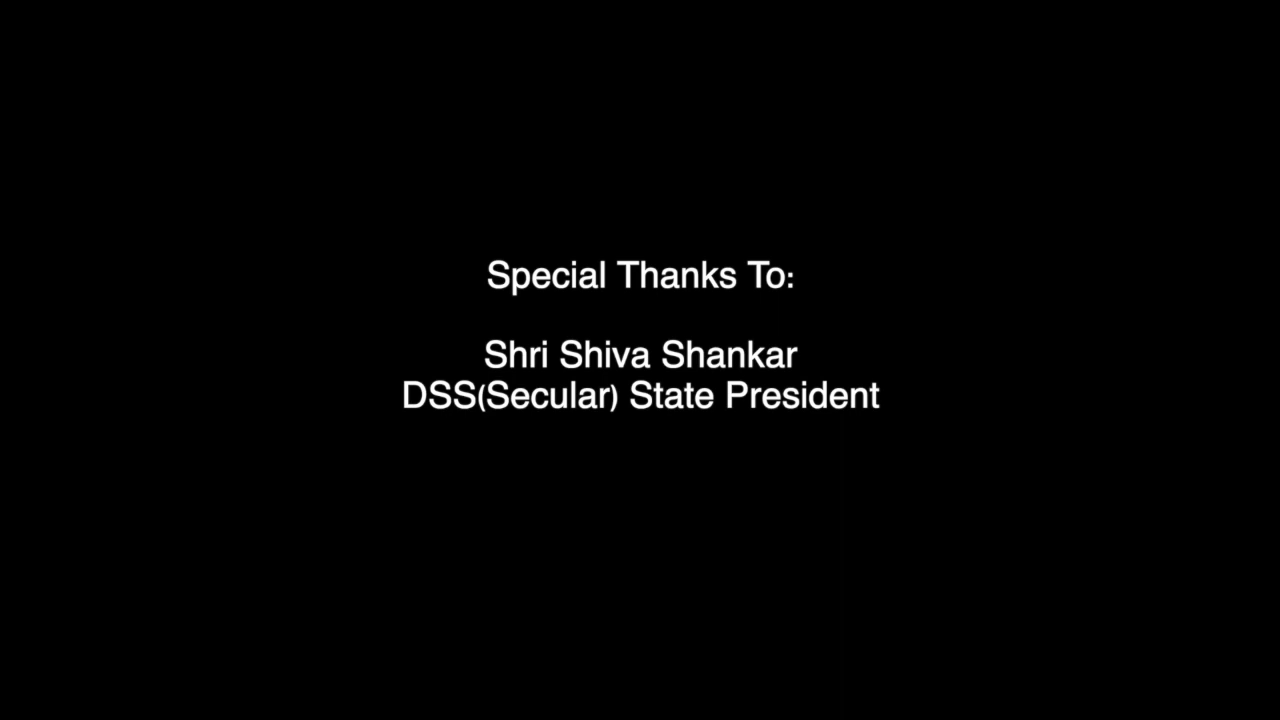 Special Thanks To:
Shri Shiva Shankar
DSS(Secular) State President